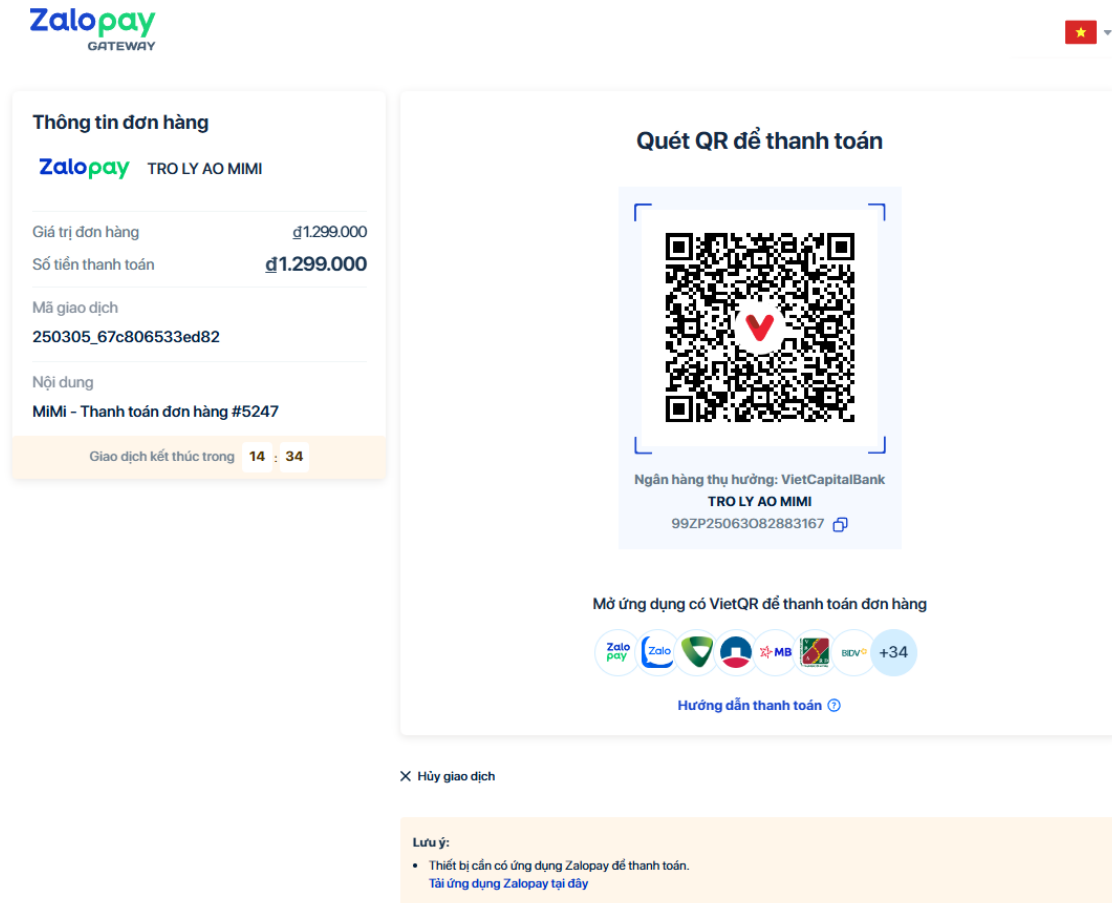 Zalopay
GATEWAY
Thông tin đơn hàng
Zalopay TRO LY AO MIMI
Giá trị đơn hàng ₫1.299.000
Số tiền thanh toán ₫1.299.000
Mã giao dịch
250305_67c806533ed82
Nội dung
MiMi - Thanh toán đơn hàng #5247
Giao dịch kết thúc trong 14 : 34
Quét QR để thanh toán
Ngân hàng thụ hưởng: VietCapitalBank
TRO LY AO MIMI
99ZP25063O82883167
Mở ứng dụng có VietQR để thanh toán đơn hàng
Zalo pay Zalo MB BIDV +34
Hướng dẫn thanh toán
Hủy giao dịch
Lưu ý:
• Thiết bị cần có ứng dụng Zalopay để thanh toán.
Tải ứng dụng Zalopay tại đây